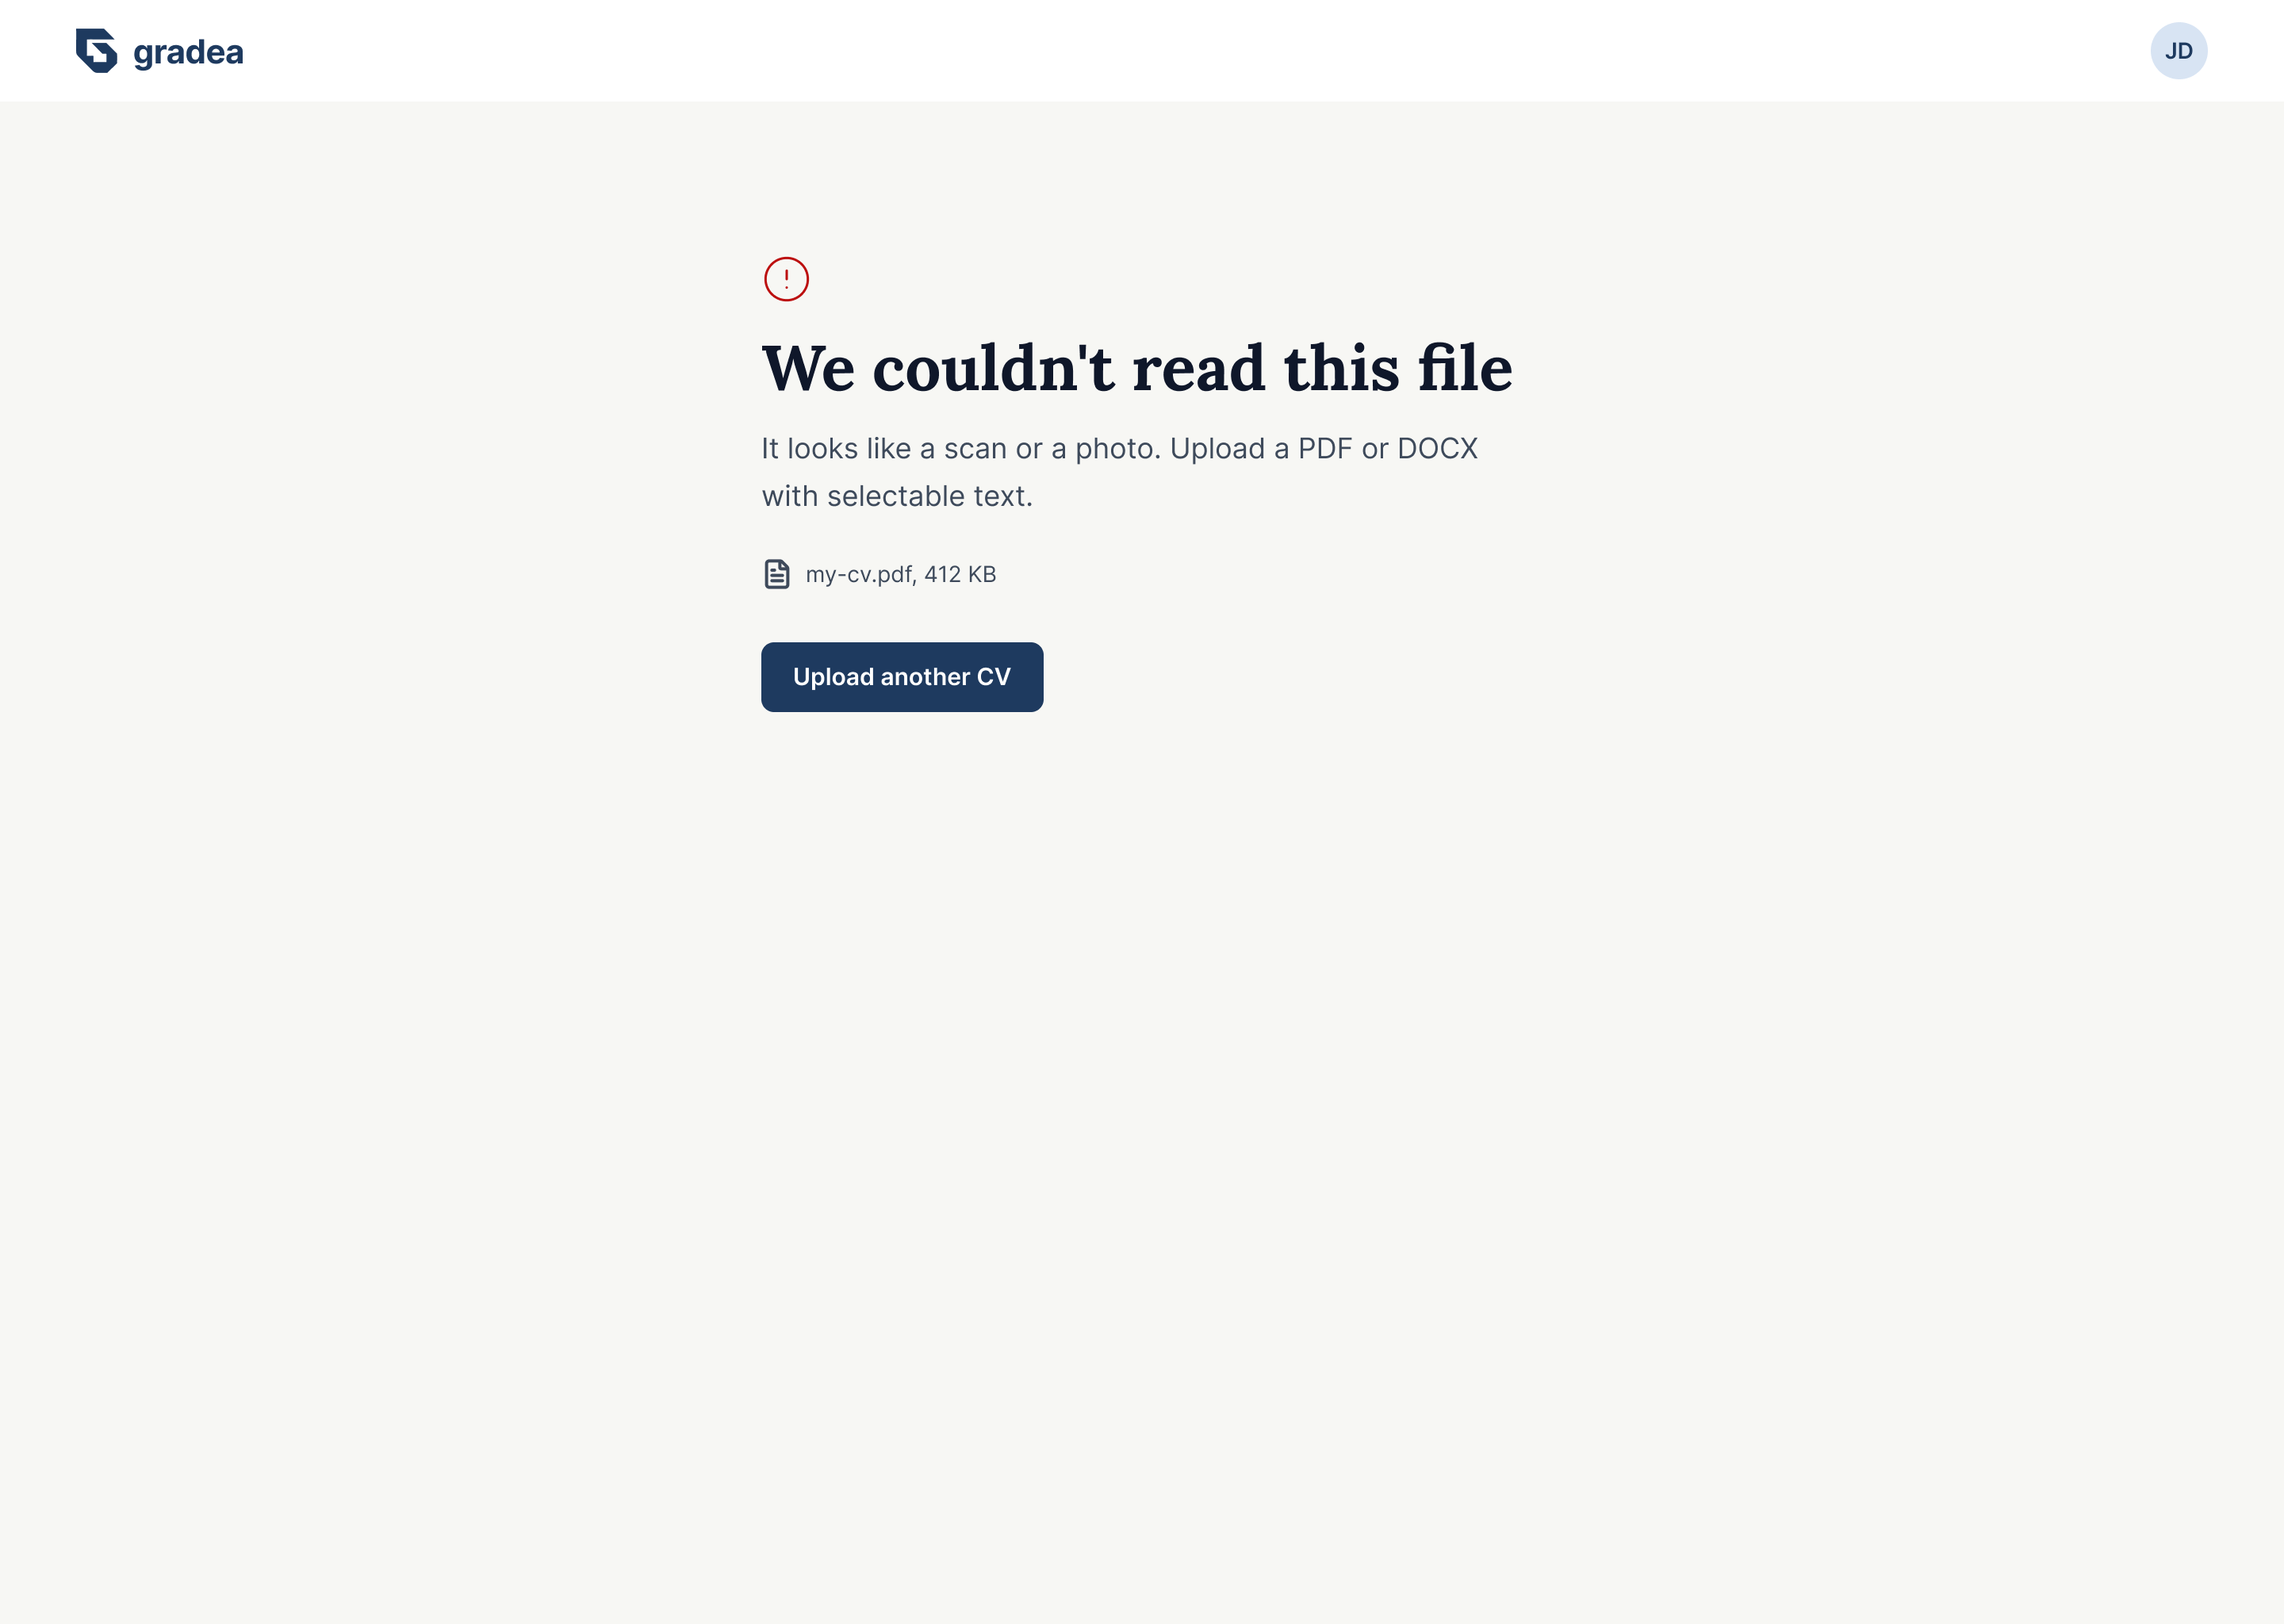 gradea
JD
We couldn't read this file
It looks like a scan or a photo. Upload a PDF or DOCX
with selectable text.
my-cv.pdf, 412 KB
Upload another CV